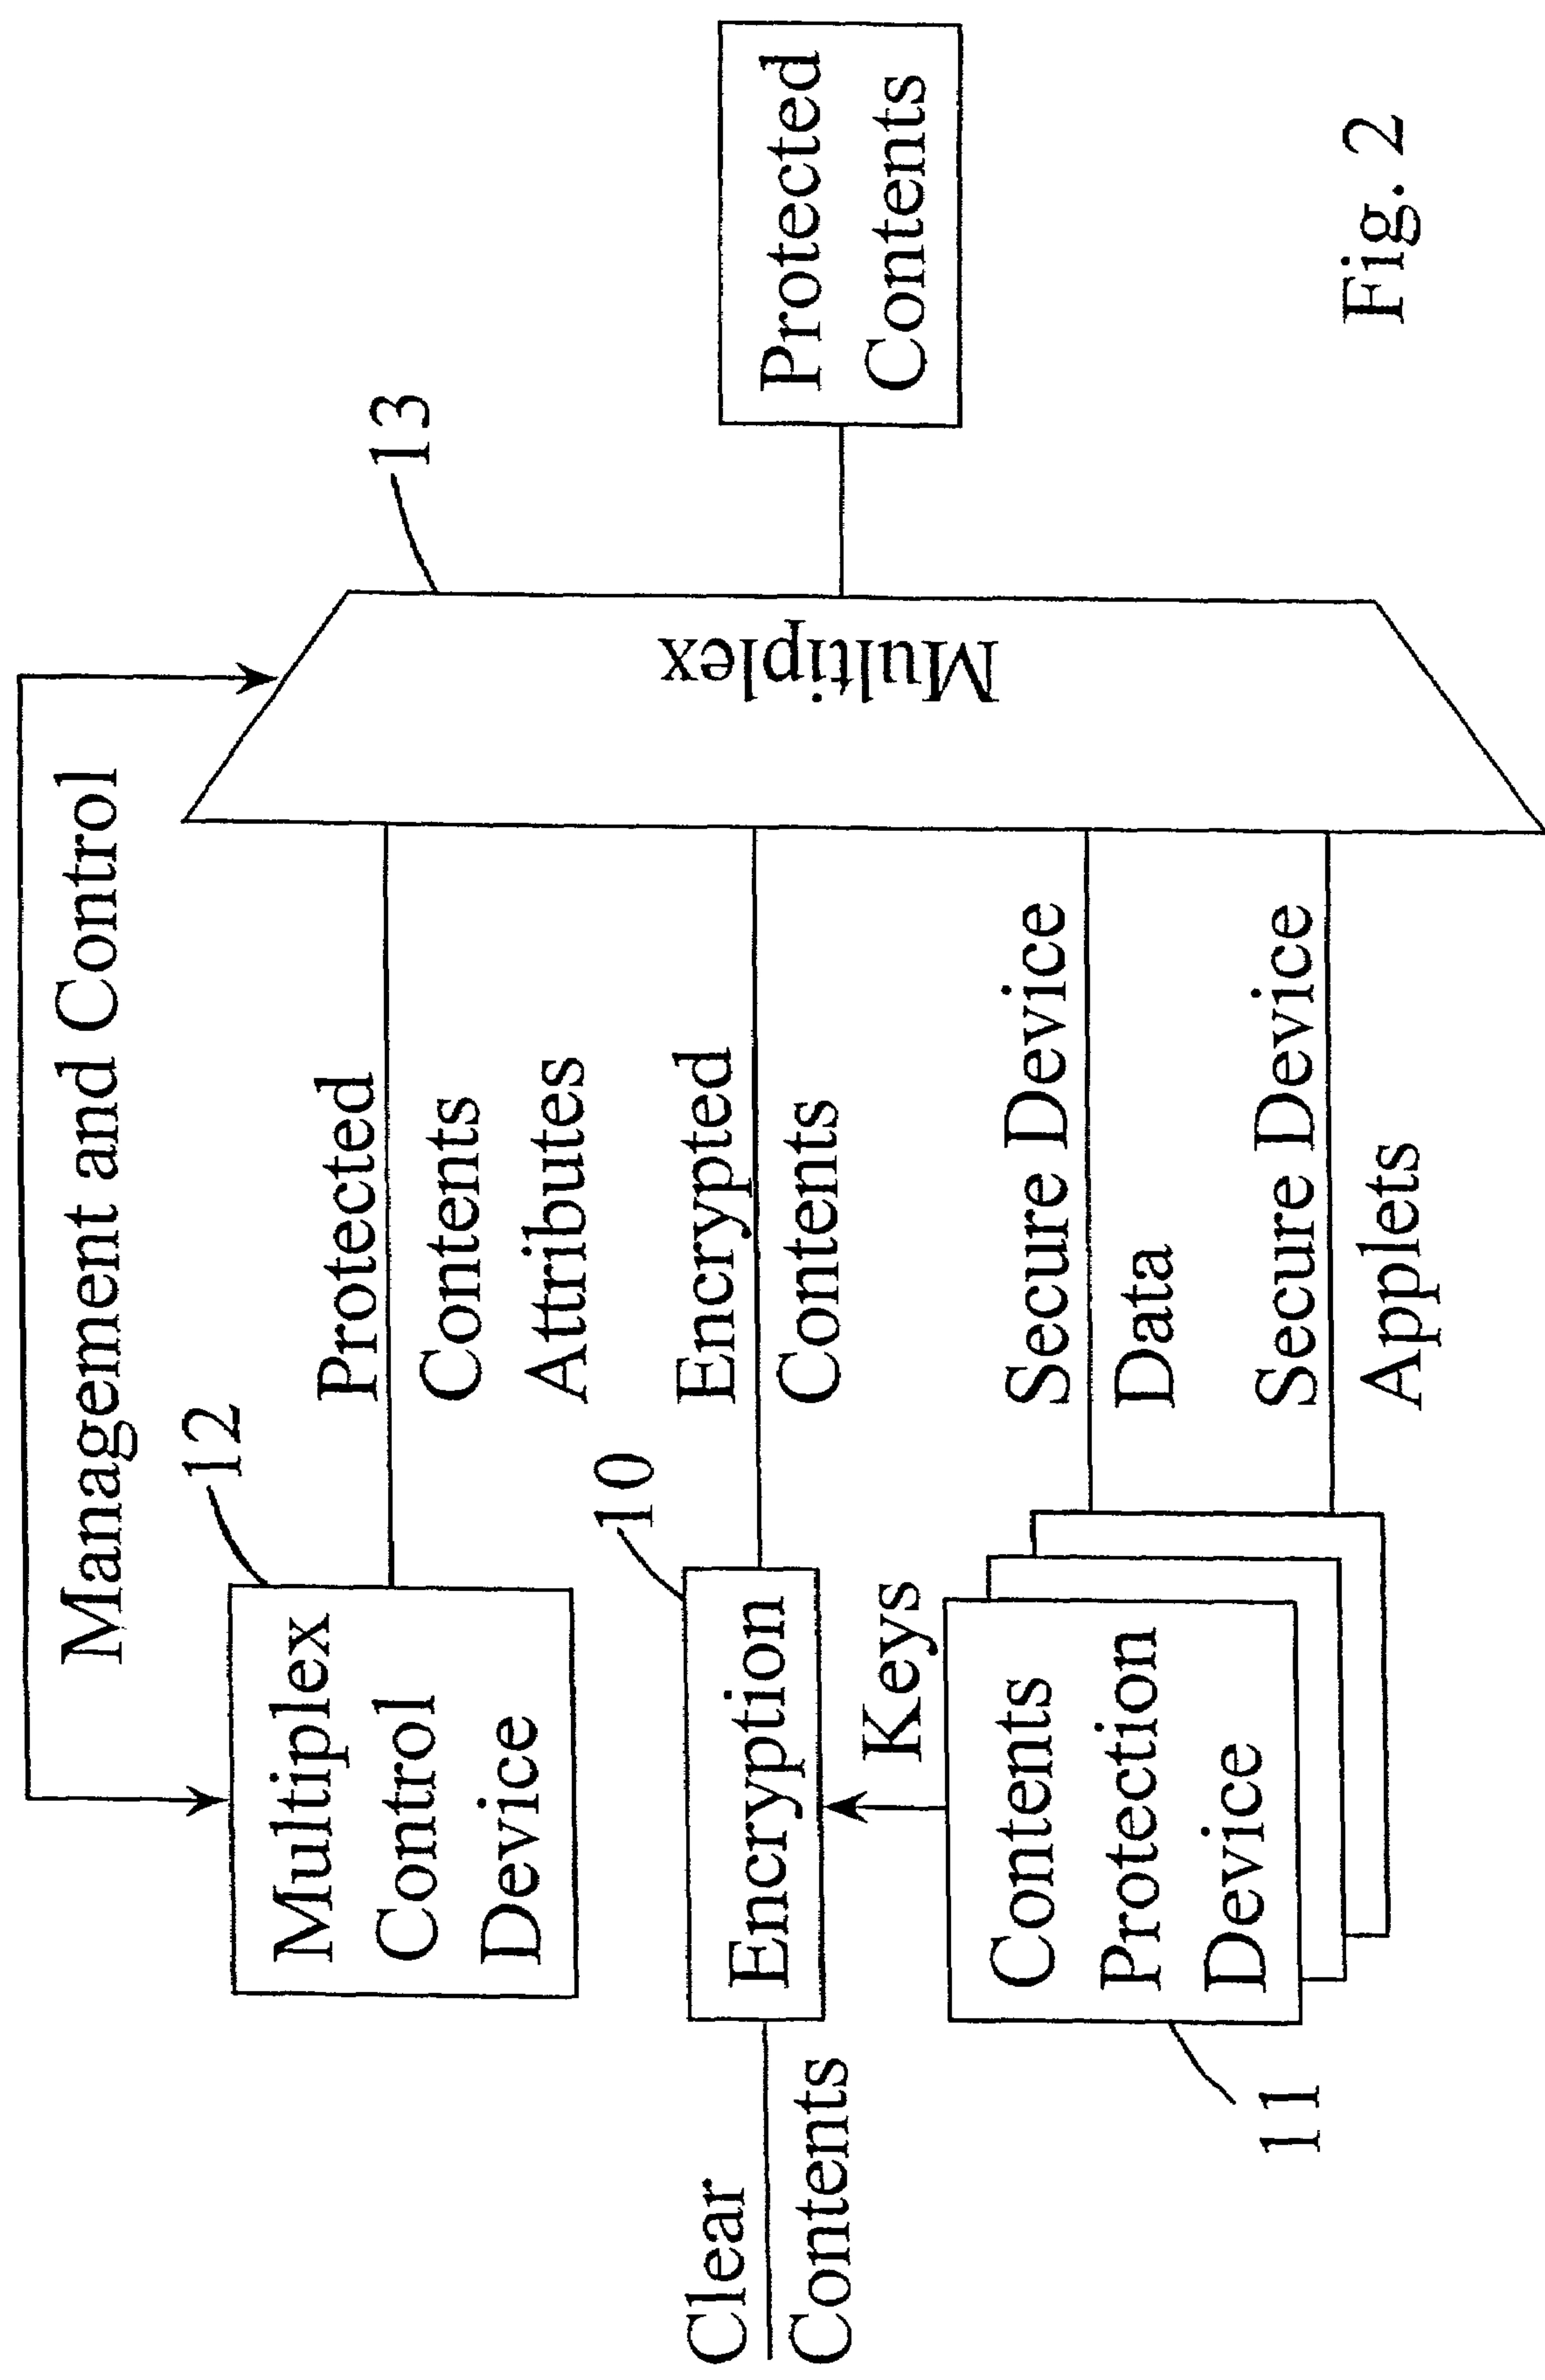 Management and Control
12
Multiplex
Control
Device
Protected
Contents
Attributes
13
Multiplex
Protected
Contents
10
Encryption
Encrypted
Contents
Clear
Contents
Keys
Contents
Protection
Device
11
Secure Device
Data
Secure Device
Applets
Fig. 2